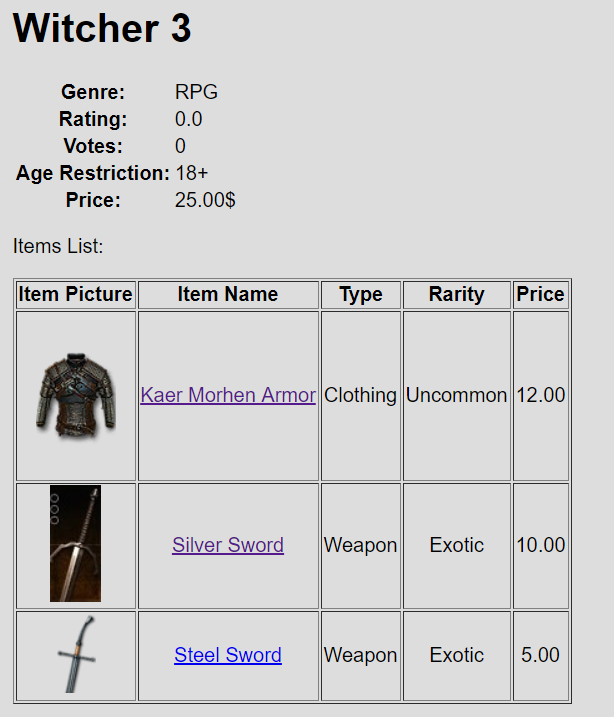 Witcher 3
Genre: RPG
Rating: 0.0
Votes: 0
Age Restriction: 18+
Price: 25.00$
Items List:
Item Picture Item Name Type Rarity Price
Kaer Morhen Armor Clothing Uncommon 12.00
Silver Sword Weapon Exotic 10.00
Steel Sword Weapon Exotic 5.00